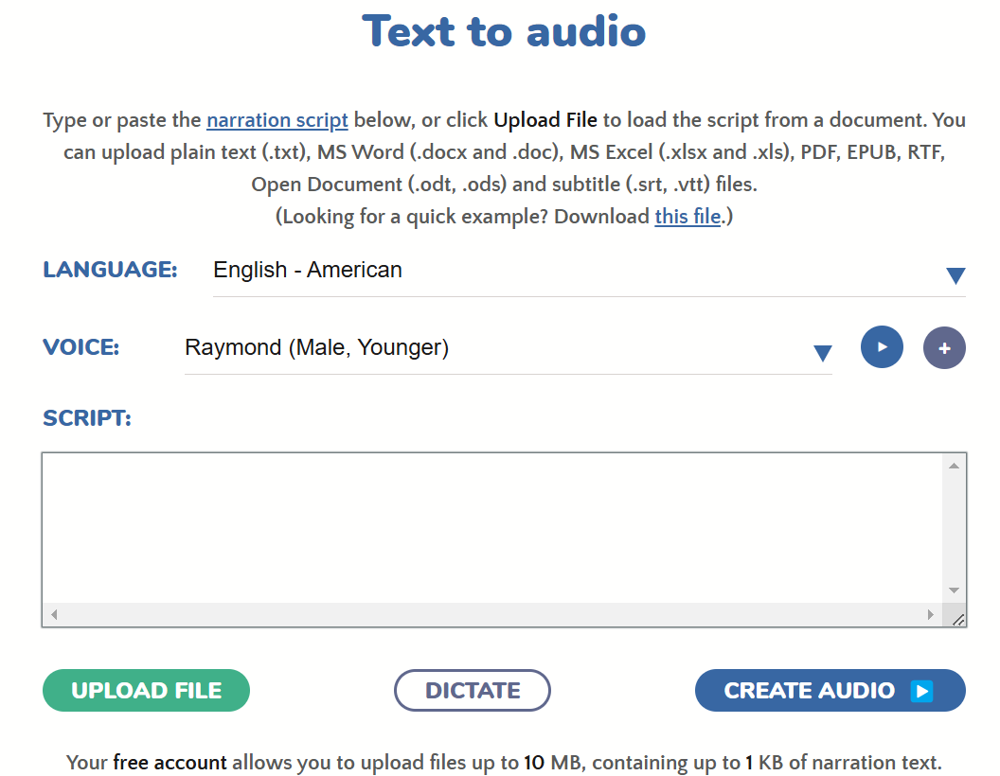 Text to audio
Type or paste the narration script below, or click Upload File to load the script from a document. You
can upload plain text (.txt), MS Word (.docx and .doc), MS Excel (.xlsx and .xls), PDF, EPUB, RTF,
Open Document (.odt, .ods) and subtitle (.srt, .vtt) files.
(Looking for a quick example? Download this file.)
LANGUAGE: English - American
VOICE: Raymond (Male, Younger)
SCRIPT:
UPLOAD FILE DICTATE CREATE AUDIO
Your free account allows you to upload files up to 10 MB, containing up to 1 KB of narration text.